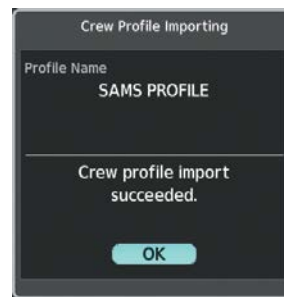 Crew Profile Importing
Profile Name
SAMS PROFILE
Crew profile import
succeeded.
OK